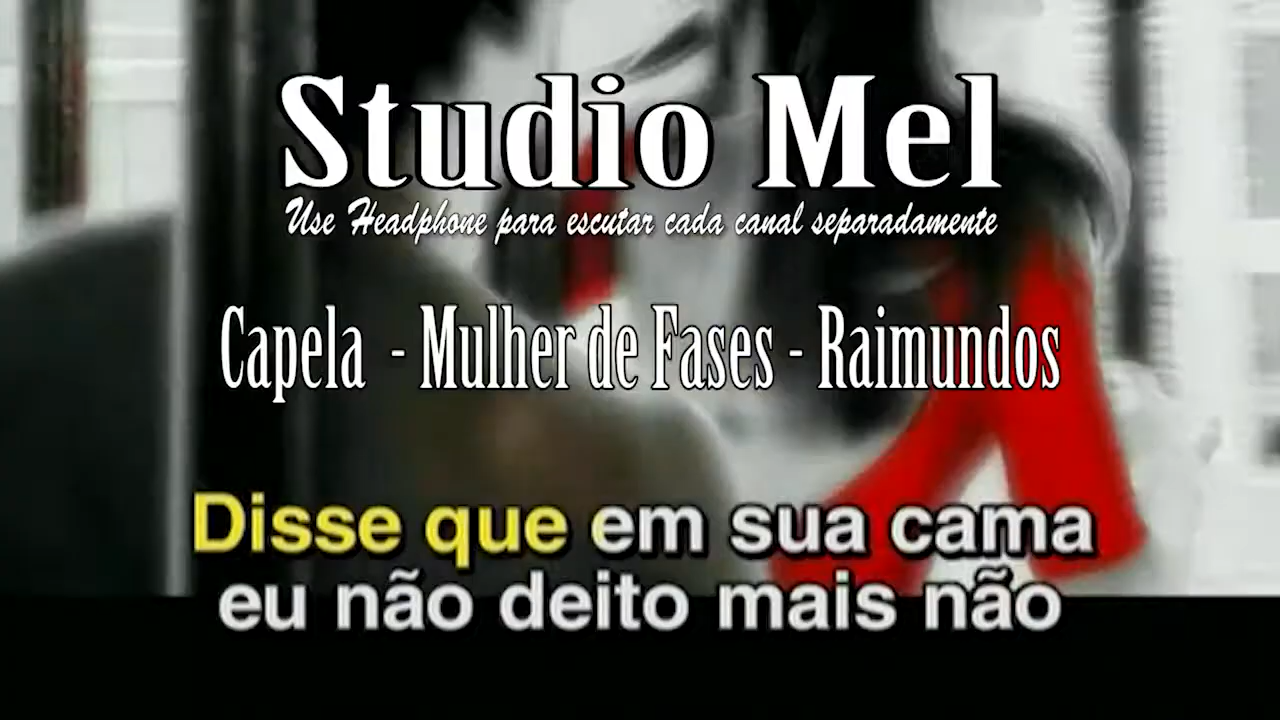 Studio Mel
Use Headphone para escutar cada canal separadamente
Capela - Mulher de Fases - Raimundos
Disse que em sua cama
eu não deito mais não